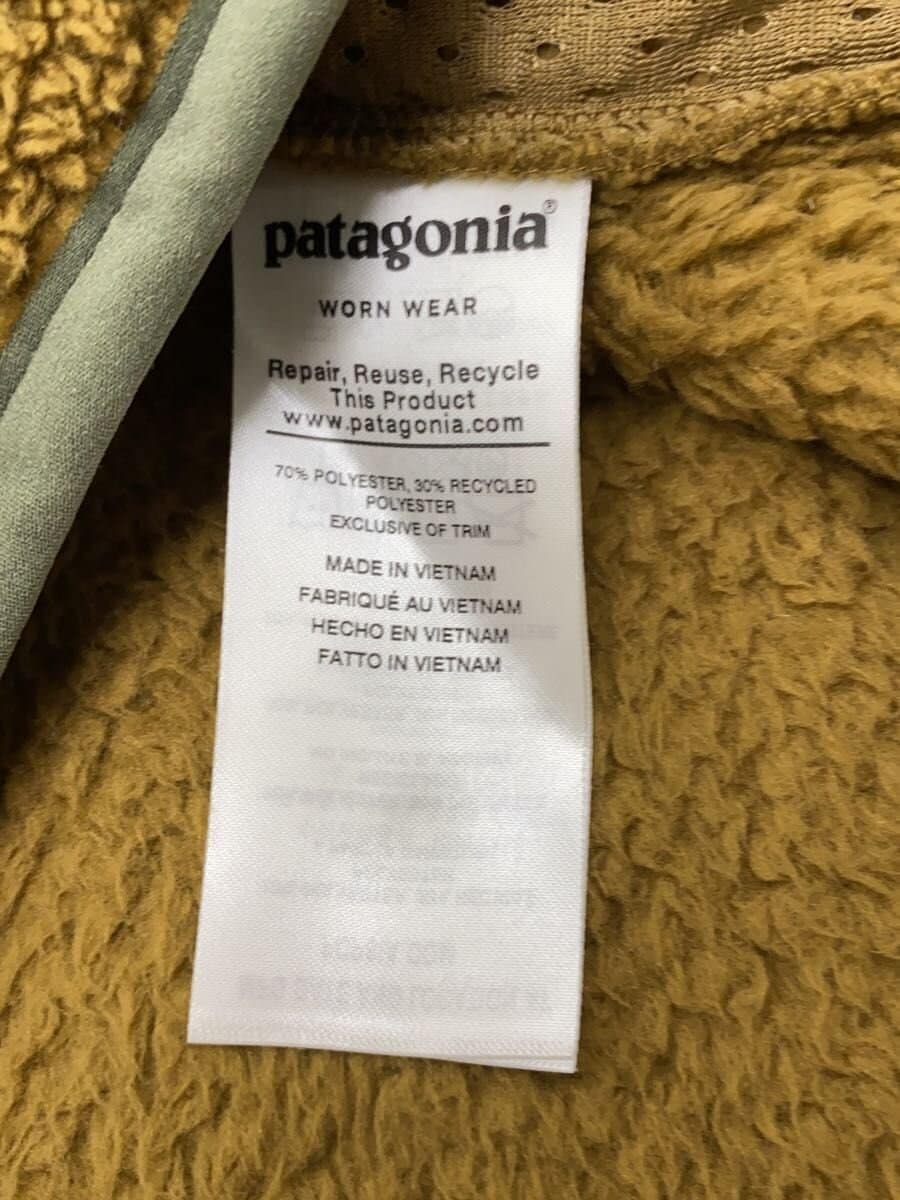 patagonia®
WORN WEAR
Repair, Reuse, Recycle
This Product
www.patagonia.com
70% POLYESTER, 30% RECYCLED
POLYESTER
EXCLUSIVE OF TRIM
MADE IN VIETNAM
FABRIQUÉ AU VIETNAM
HECHO EN VIETNAM
FATTO IN VIETNAM